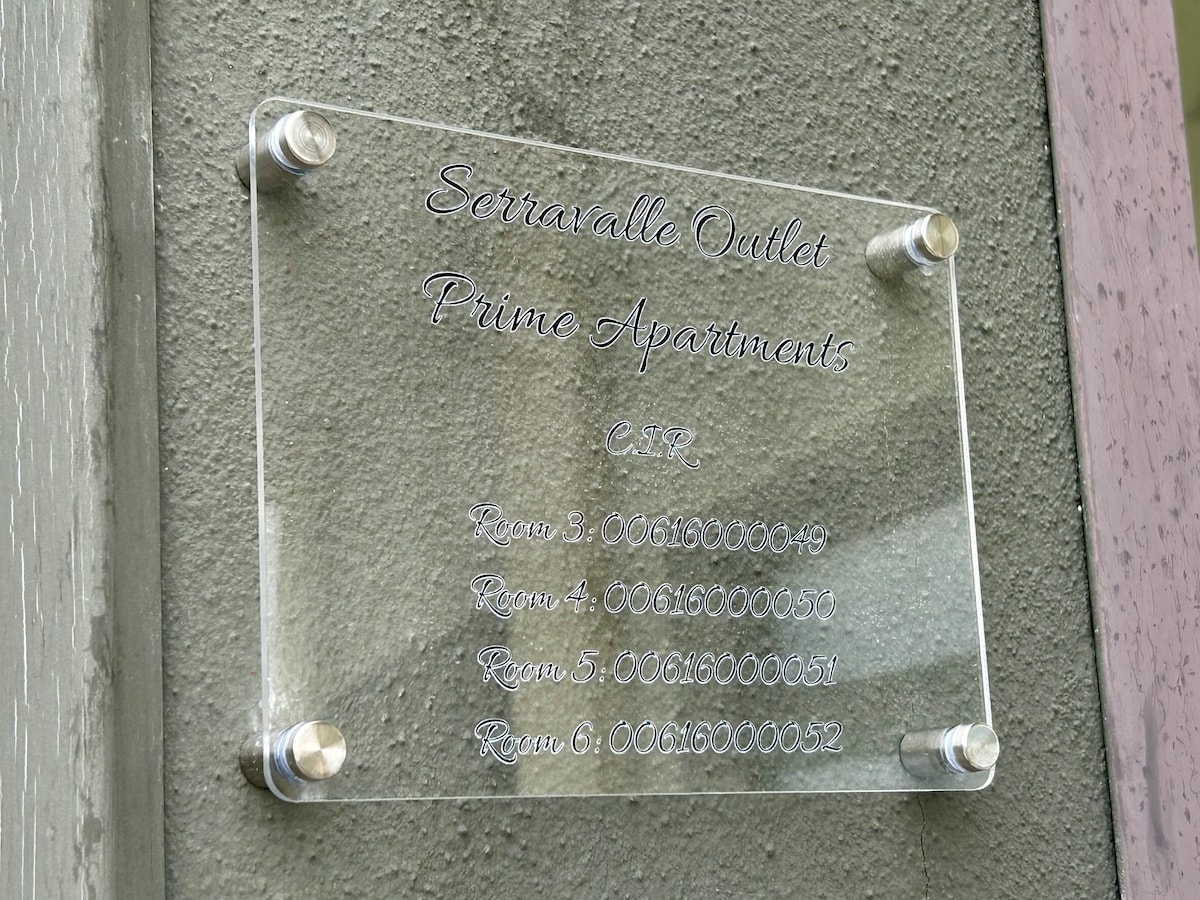 Serravalle Outlet
Prime Apartments
C.I.R
Room 3: 00616000049
Room 4: 00616000050
Room 5: 00616000051
Room 6: 00616000052